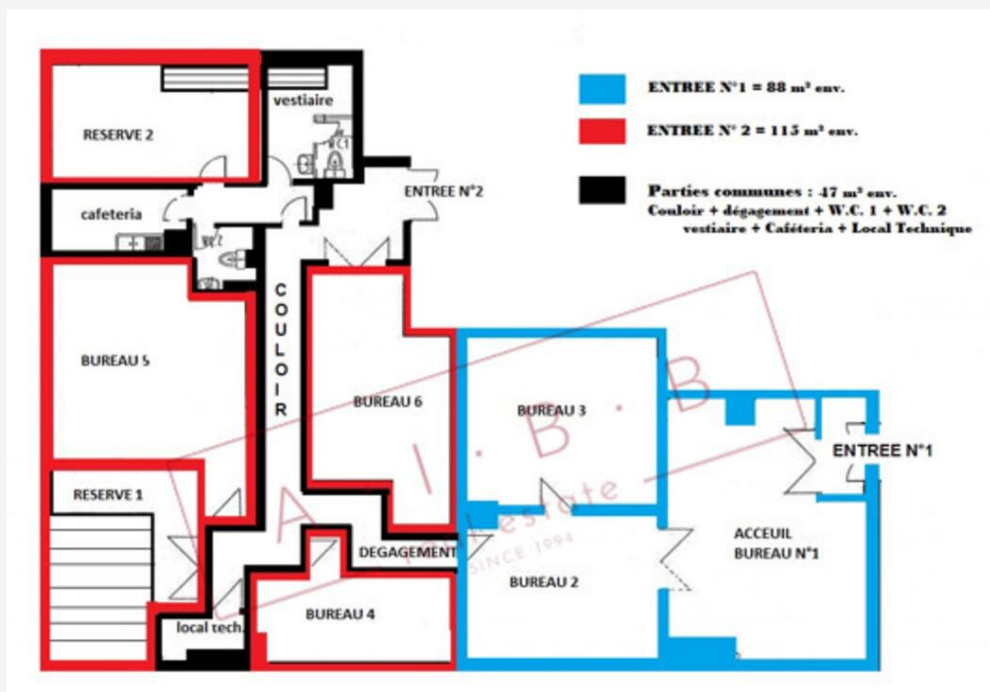 ENTREE N°1 = 88 m² env.
ENTREE N° 2 = 115 m² env.
Parties communes : 47 m² env.
Couloir + dégagement + W.C. 1 + W.C. 2
vestiaire + Caféteria + Local Technique
vestiaire
RESERVE 2
WC1
ENTREE N°2
cafeteria
COULOIR
BUREAU 5
BUREAU 6
BUREAU 3
ENTREE N°1
RESERVE 1
ACCEUIL
BUREAU N°1
DEGAGEMENT
BUREAU 2
BUREAU 4
local tech.
A . I . B . B
real estate
SINCE 1994